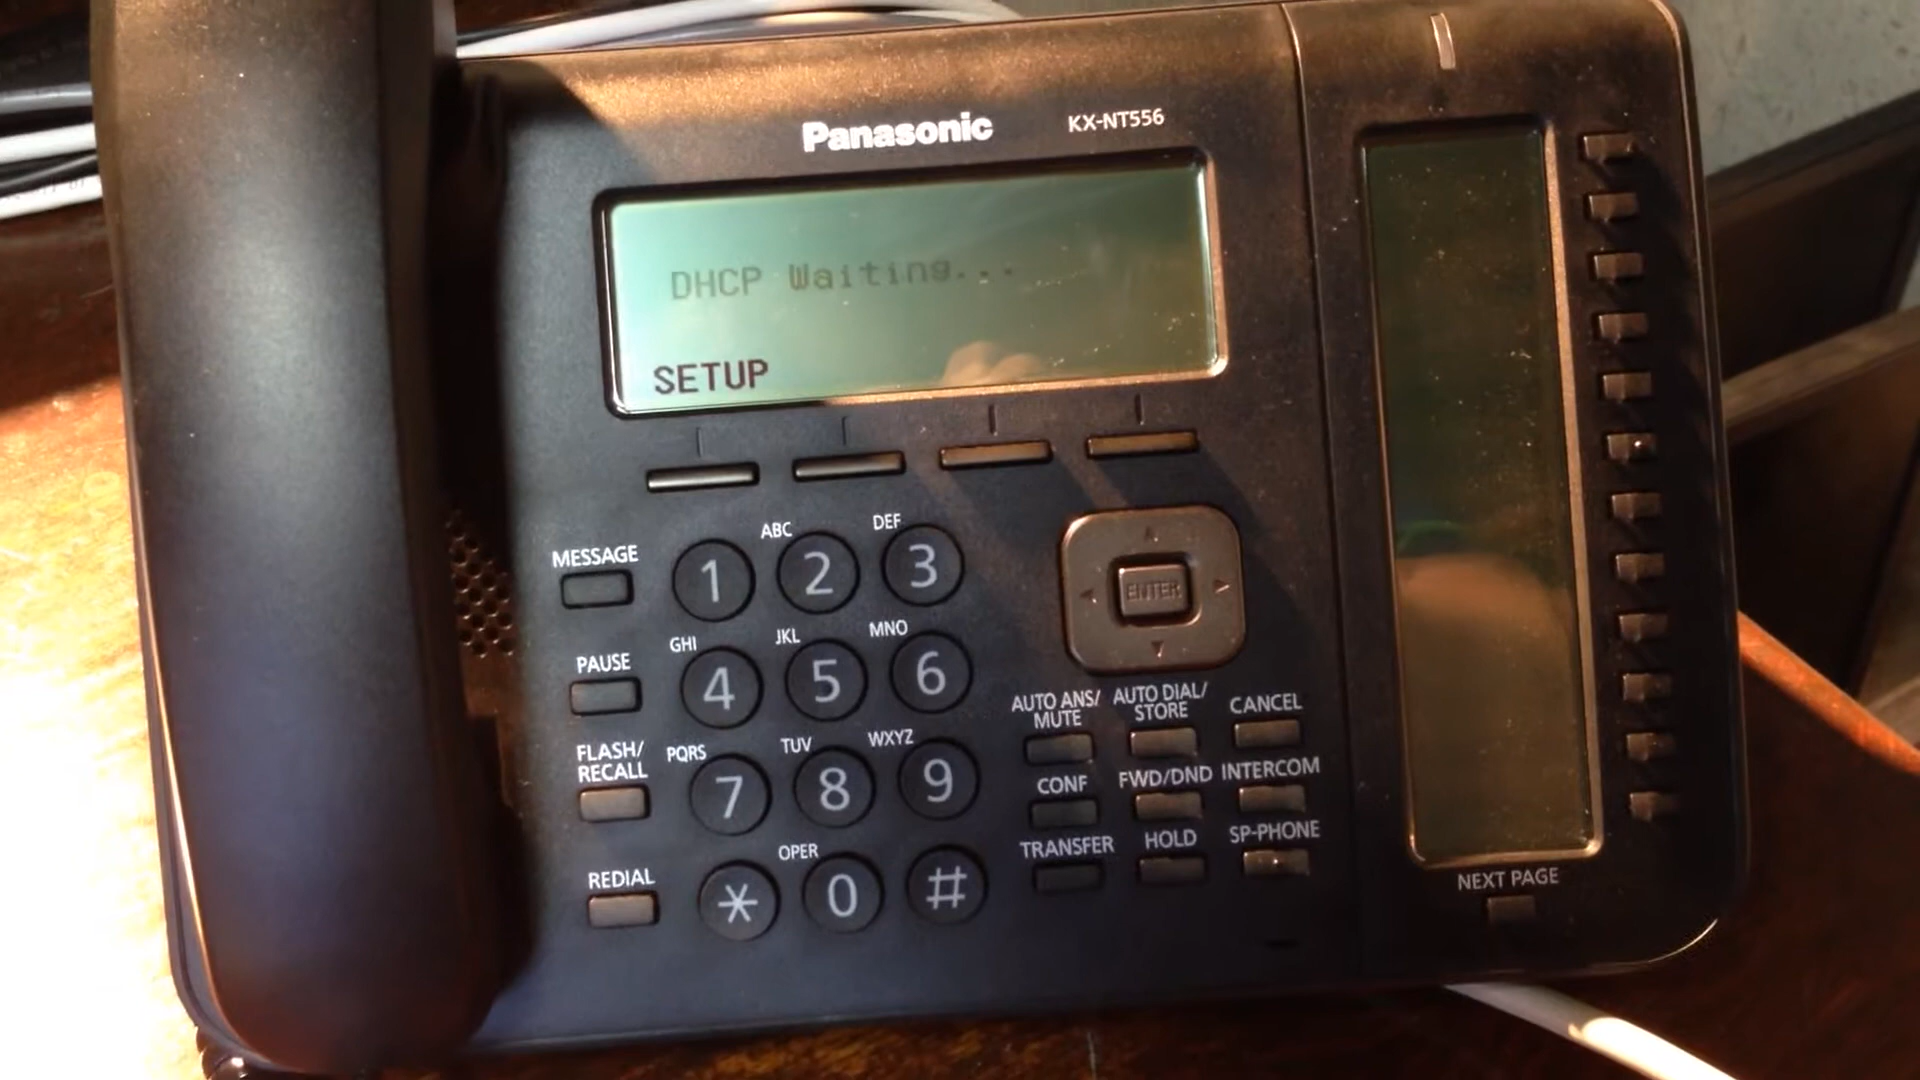 Panasonic KX-NT556
DHCP Waiting...
SETUP
ABC DEF
MESSAGE 1 2 3
ENTER
GHI JKL MNO
PAUSE 4 5 6
AUTO ANS/
MUTE
AUTO DIAL/
STORE
CANCEL
PQRS TUV WXYZ
FLASH/
RECALL
7 8 9
CONF FWD/DND INTERCOM
OPER
TRANSFER HOLD SP-PHONE
REDIAL * 0 #
NEXT PAGE